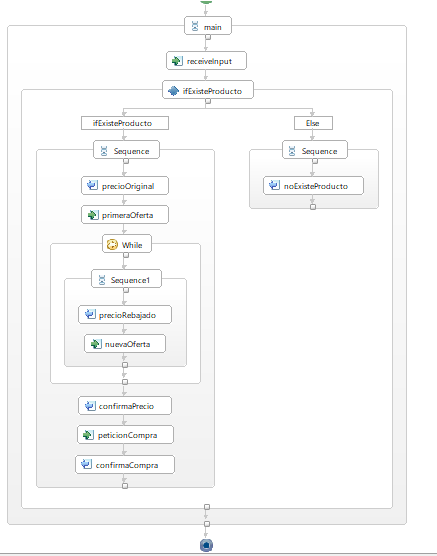 main
receiveInput
ifExisteProducto
ifExisteProducto
Else
Sequence
Sequence
precioOriginal
noExisteProducto
primeraOferta
While
Sequence1
precioRebajado
nuevaOferta
confirmaPrecio
peticionCompra
confirmaCompra